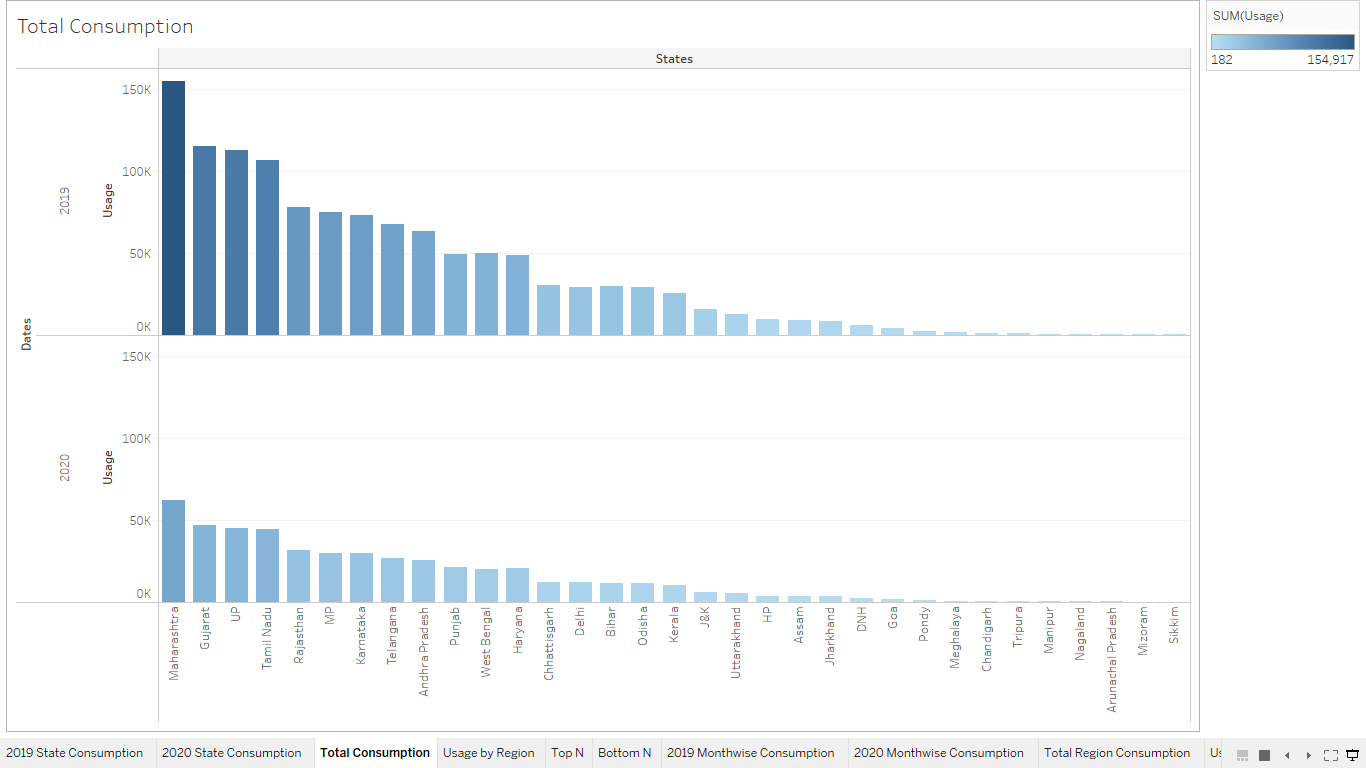 Total Consumption
SUM(Usage)
182 154,917
States
Dates
2019
Usage
150K
100K
50K
0K
2020
Usage
150K
100K
50K
0K
Maharashtra
Gujarat
UP
Tamil Nadu
Rajasthan
MP
Karnataka
Telangana
Andhra Pradesh
Punjab
West Bengal
Haryana
Chhattisgarh
Delhi
Bihar
Odisha
Kerala
J&K
Uttarakhand
HP
Assam
Jharkhand
DNH
Goa
Pondy
Meghalaya
Chandigarh
Tripura
Manipur
Nagaland
Arunachal Pradesh
Mizoram
Sikkim
2019 State Consumption 2020 State Consumption Total Consumption Usage by Region Top N Bottom N 2019 Monthwise Consumption 2020 Monthwise Consumption Total Region Consumption